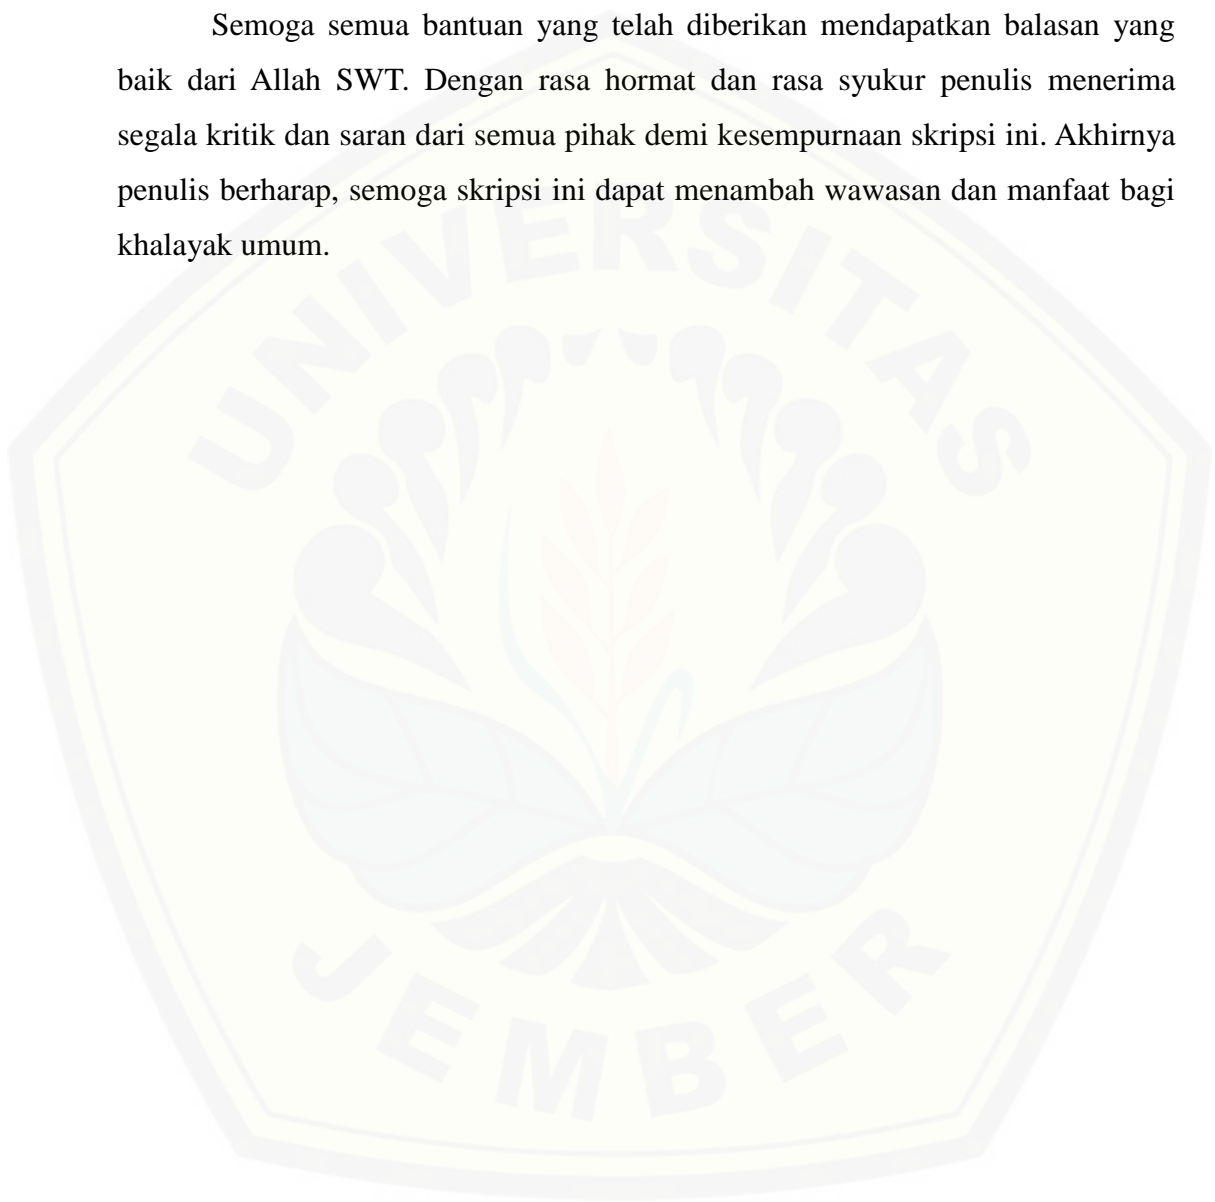 Semoga semua bantuan yang telah diberikan mendapatkan balasan yang
baik dari Allah SWT. Dengan rasa hormat dan rasa syukur penulis menerima
segala kritik dan saran dari semua pihak demi kesempurnaan skripsi ini. Akhirnya
penulis berharap, semoga skripsi ini dapat menambah wawasan dan manfaat bagi
khalayak umum.
UNIVERSITAS
JEMBER